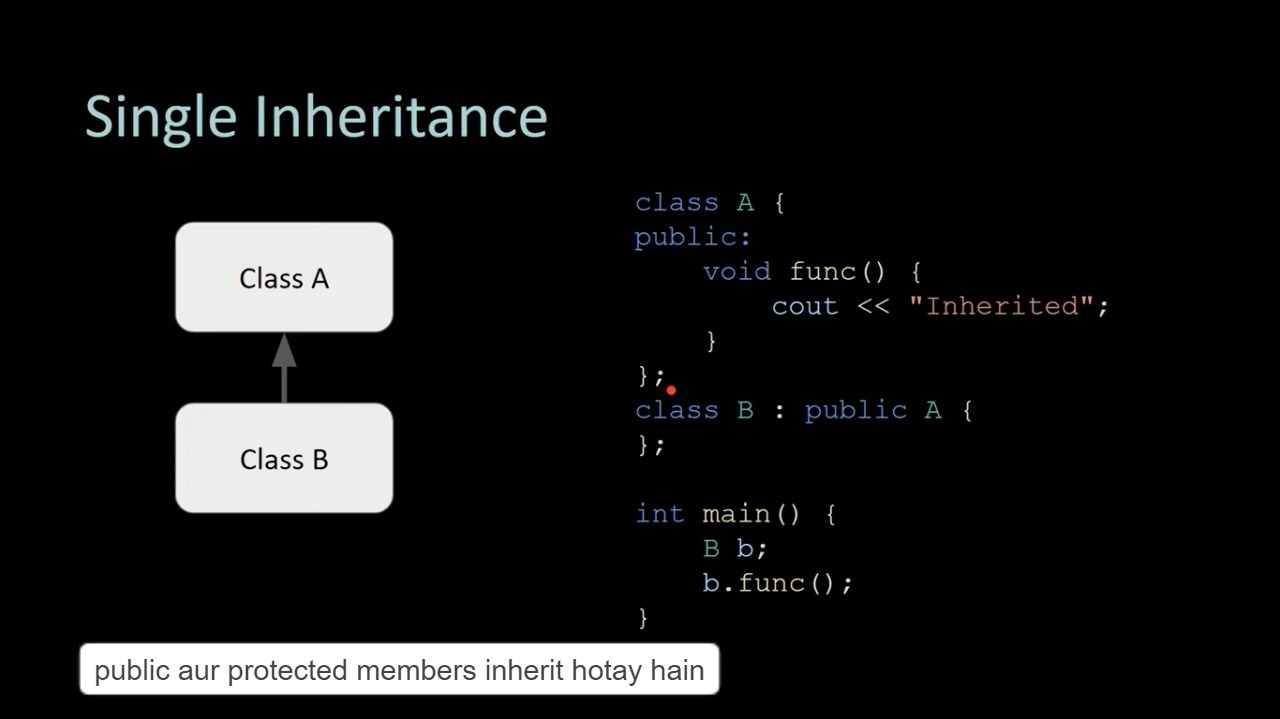 Single Inheritance
Class A
Class B
class A {
public:
    void func() {
        cout << "Inherited";
    }
};
class B : public A {
};

int main() {
    B b;
    b.func();
}
public aur protected members inherit hotay hain